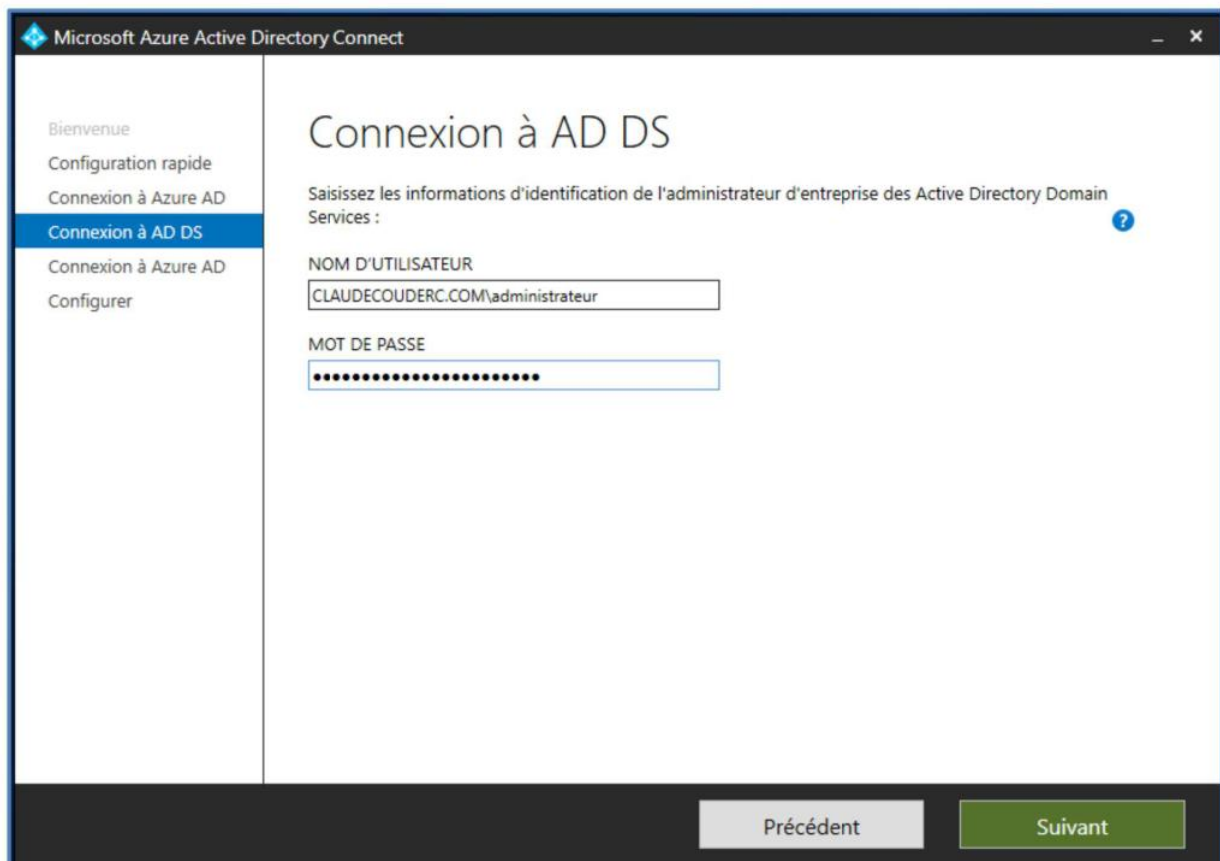 Microsoft Azure Active Directory Connect
Bienvenue
Configuration rapide
Connexion à Azure AD
Connexion à AD DS
Connexion à Azure AD
Configurer
Connexion à AD DS
Saisissez les informations d'identification de l'administrateur d'entreprise des Active Directory Domain
Services :
?
NOM D'UTILISATEUR
CLAUDECOUDERC.COM\administrateur
MOT DE PASSE
•••••••••••••••••••••••
Précédent
Suivant